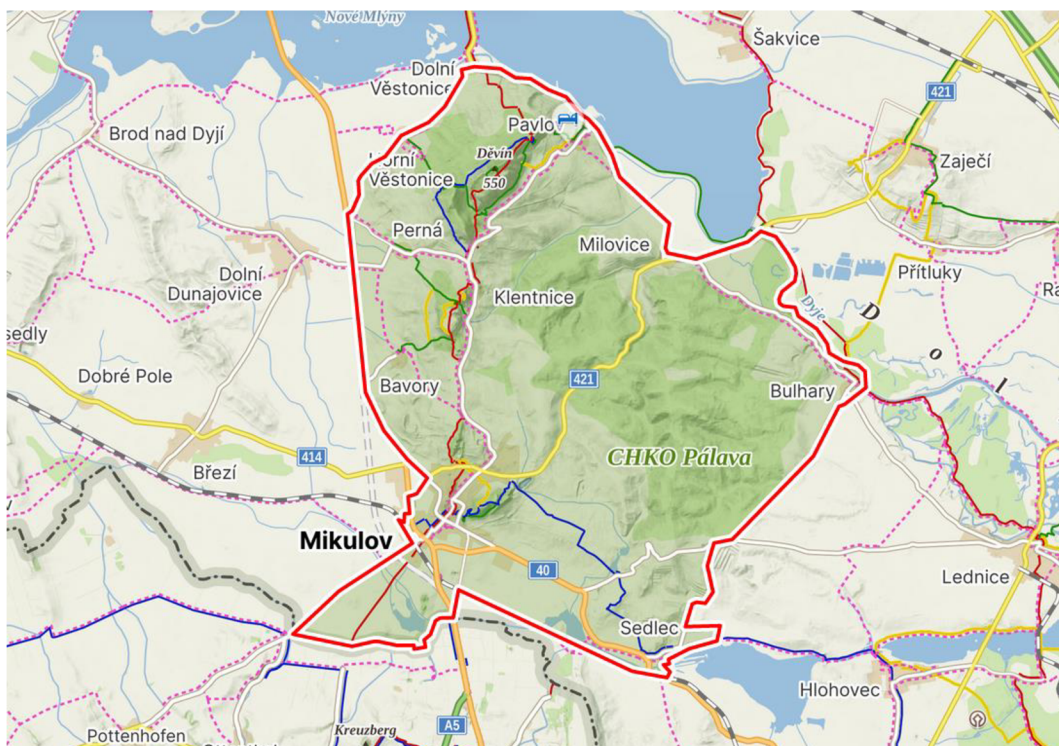 Nové Mlýny
Šakvice
Dolní
Věstonice
421
Pavlov
Brod nad Dyjí
Děvín
Zaječí
Horní
Věstonice
550
Perná
Milovice
Přítluky
Dolní
Dunajovice
Klentnice
Dyje
D
o
l
sedly
Dobré Pole
Bavory
421
Bulhary
CHKO Pálava
414
Březí
Mikulov
40
Lednice
Sedlec
Hlohovec
Kreuzberg
A5
Pottenhofen